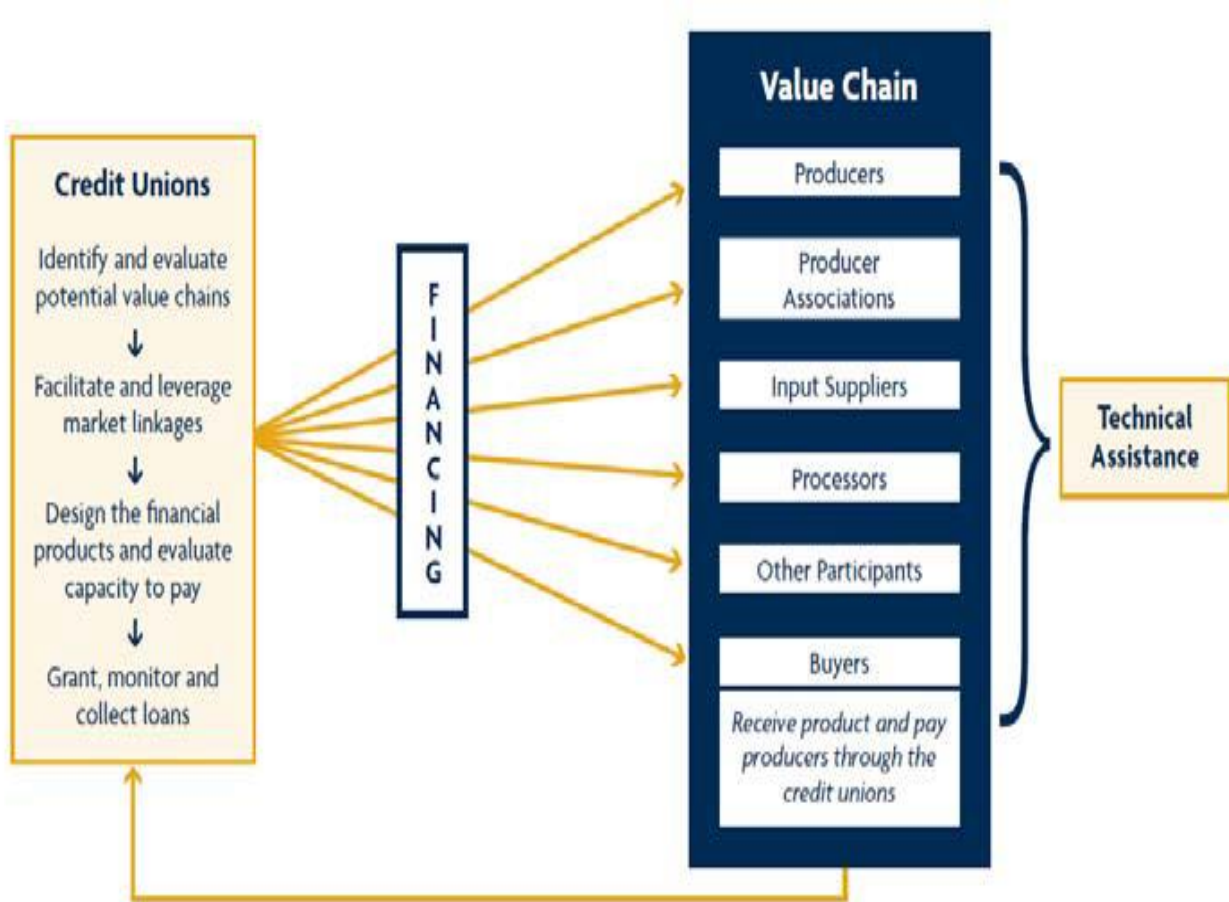 Credit Unions
Identify and evaluate
potential value chains
Facilitate and leverage
market linkages
Design the financial
products and evaluate
capacity to pay
Grant, monitor and
collect loans
FINANCING
Value Chain
Producers
Producer
Associations
Input Suppliers
Processors
Other Participants
Buyers
Receive product and pay
producers through the
credit unions
Technical
Assistance